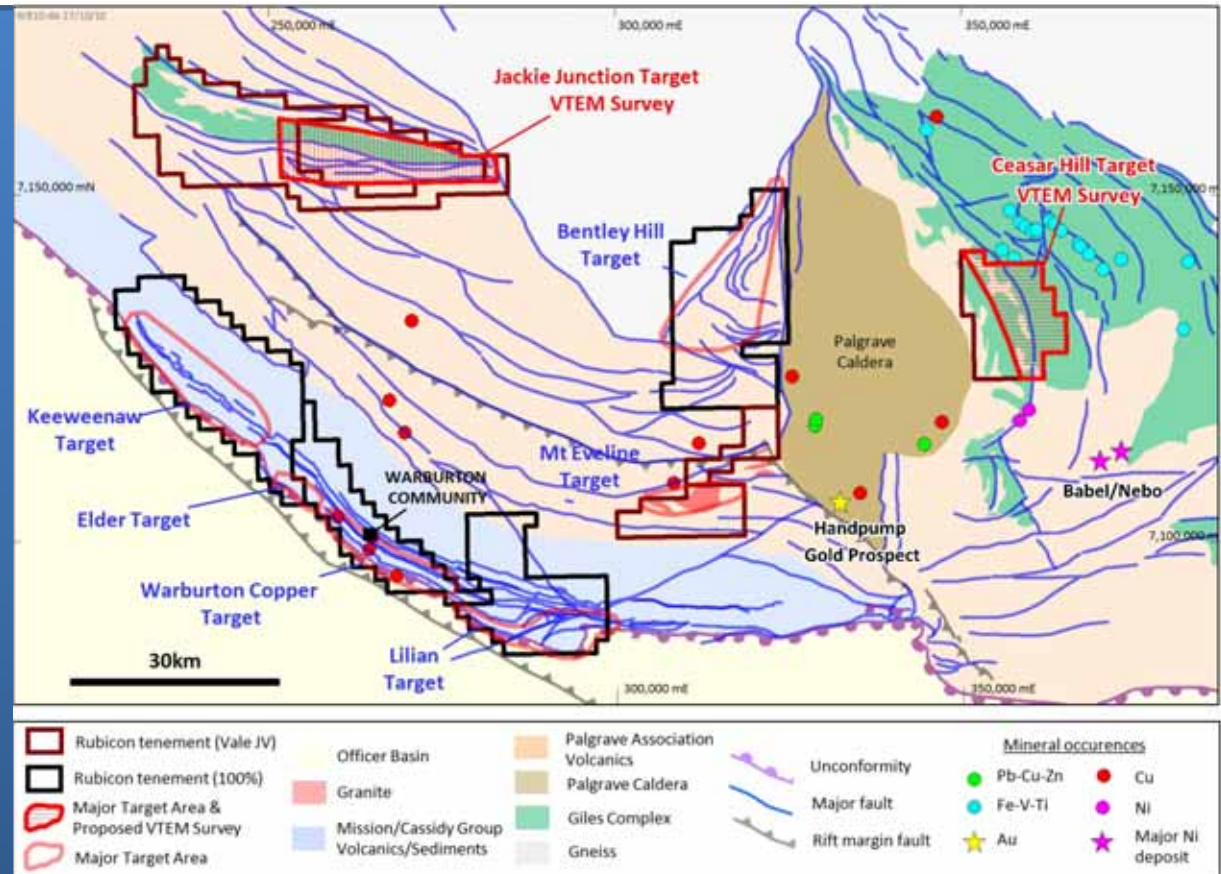 250,000 mE
300,000 mE
350,000 mE
Jackie Junction Target
VTEM Survey
Ceasar Hill Target
VTEM Survey
7,150,000 mN
7,150,000 m
Bentley Hill
Target
Palgrave
Caldera
Keeweenaw
Target
Mt Eveline
Target
WARBURTON
COMMUNITY
Babel/Nebo
Elder Target
Handpump
Gold Prospect
7,100,000 m
Warburton Copper
Target
30km
Lilian
Target
300,000 mE
350,000 mE
Rubicon tenement (Vale JV)
Rubicon tenement (100%)
Major Target Area &
Proposed VTEM Survey
Major Target Area
Officer Basin
Granite
Mission/Cassidy Group
Volcanics/Sediments
Palgrave Association
Volcanics
Palgrave Caldera
Giles Complex
Gneiss
Unconformity
Major fault
Rift margin fault
Mineral occurences
Pb-Cu-Zn
Cu
Fe-V-Ti
Ni
Au
Major Ni
deposit